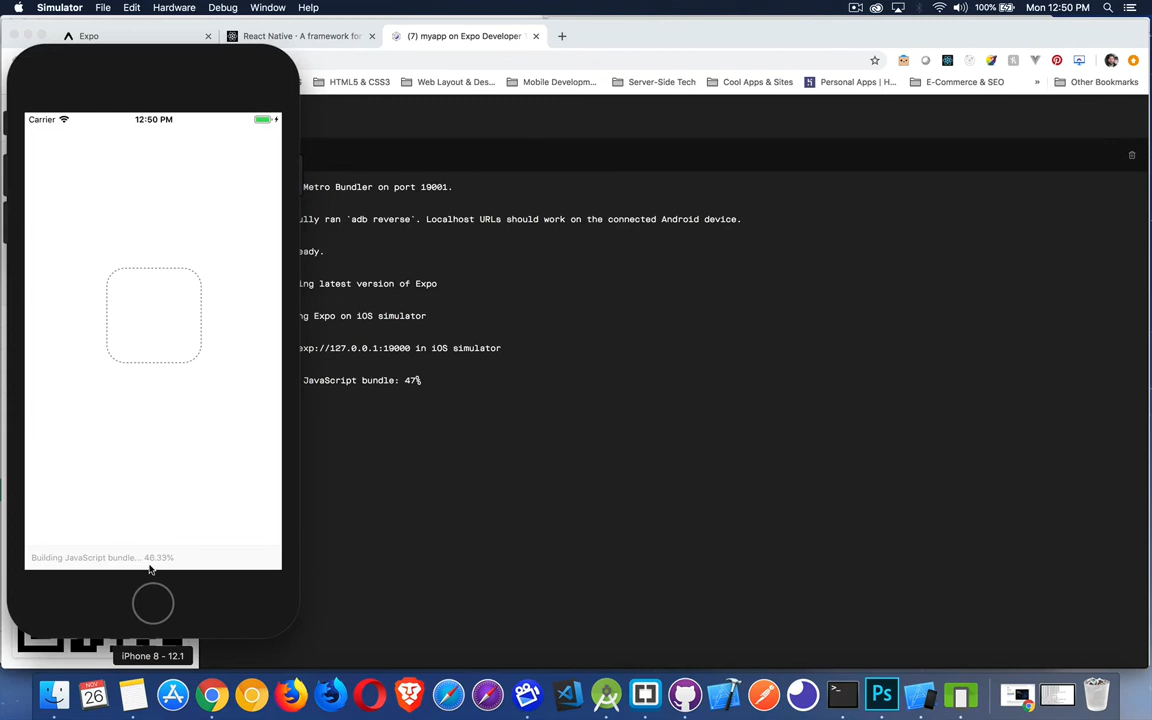 Simulator File Edit Hardware Debug Window Help 100% Mon 12:50 PM
Expo React Native · A framework for (7) myapp on Expo Developer
HTML5 & CSS3 Web Layout & Des... Mobile Developm... Server-Side Tech Cool Apps & Sites Personal Apps | H... E-Commerce & SEO » Other Bookmarks
Carrier 12:50 PM
Metro Bundler on port 19001.
ully ran `adb reverse`. Localhost URLs should work on the connected Android device.
eady.
ing latest version of Expo
ng Expo on iOS simulator
exp://127.0.0.1:19000 in iOS simulator
JavaScript bundle: 47%
Building JavaScript bundle... 46.33%
iPhone 8 - 12.1
NOV
26
Ps